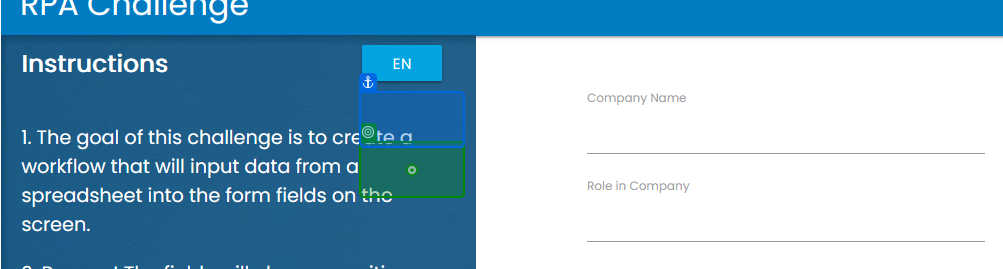 RPA Challenge
Instructions
EN
1. The goal of this challenge is to create a
workflow that will input data from a
spreadsheet into the form fields on the
screen.
Company Name
Role in Company